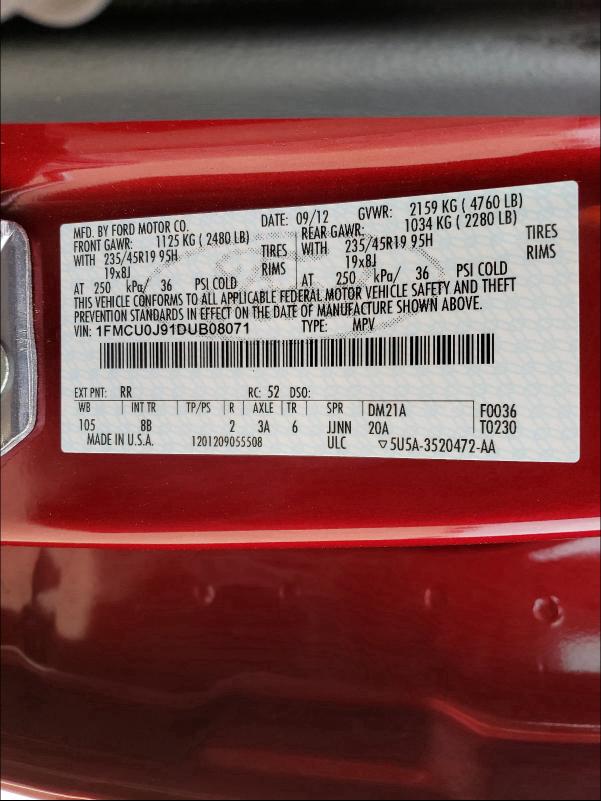 MFD. BY FORD MOTOR CO. DATE: 09/12 GVWR: 2159 KG ( 4760 LB)
FRONT GAWR: 1125 KG ( 2480 LB) REAR GAWR: 1034 KG ( 2280 LB)
WITH 235/45R19 95H TIRES WITH 235/45R19 95H TIRES
19x8J RIMS 19x8J RIMS
AT 250 kPa/ 36 PSI COLD AT 250 kPa/ 36 PSI COLD
THIS VEHICLE CONFORMS TO ALL APPLICABLE FEDERAL MOTOR VEHICLE SAFETY AND THEFT
PREVENTION STANDARDS IN EFFECT ON THE DATE OF MANUFACTURE SHOWN ABOVE.
VIN: 1FMCU0J91DUB08071 TYPE: MPV
EXT PNT: RR RC: 52 DSO:
WB INT TR TP/PS R AXLE TR SPR DM21A F0036
105 8B 2 3A 6 JJNN 20A T0230
MADE IN U.S.A. 1201209055508 ULC ▽5U5A-3520472-AA